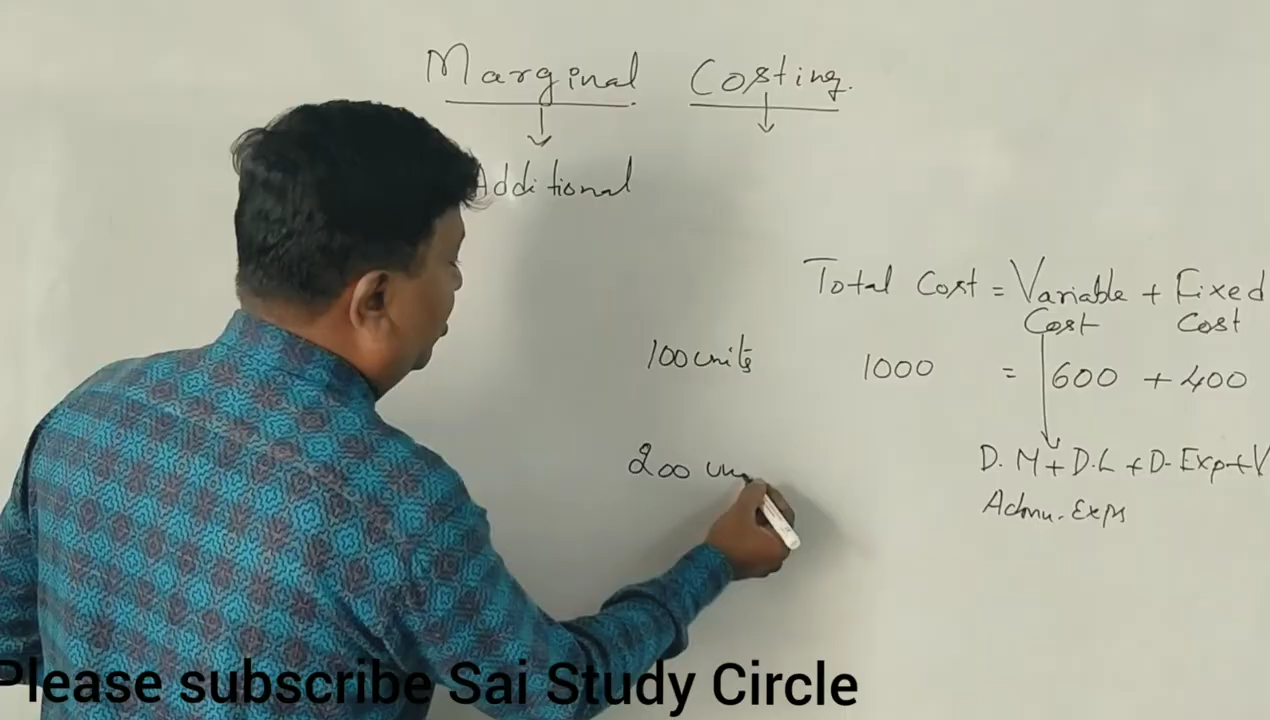 Marginal Costing.
Additional
Total Cost = Variable Cost + Fixed Cost
100 units 1000 = 600 + 400
200 un
D. M + D.L + D- Exp + V
Admn. Exps
Please subscribe Sai Study Circle